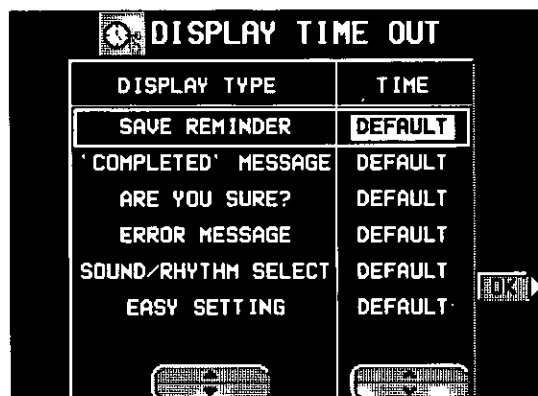 DISPLAY TIME OUT
DISPLAY TYPE TIME
SAVE REMINDER DEFAULT
'COMPLETED' MESSAGE DEFAULT
ARE YOU SURE? DEFAULT
ERROR MESSAGE DEFAULT
SOUND/RHYTHM SELECT DEFAULT
EASY SETTING DEFAULT
OK